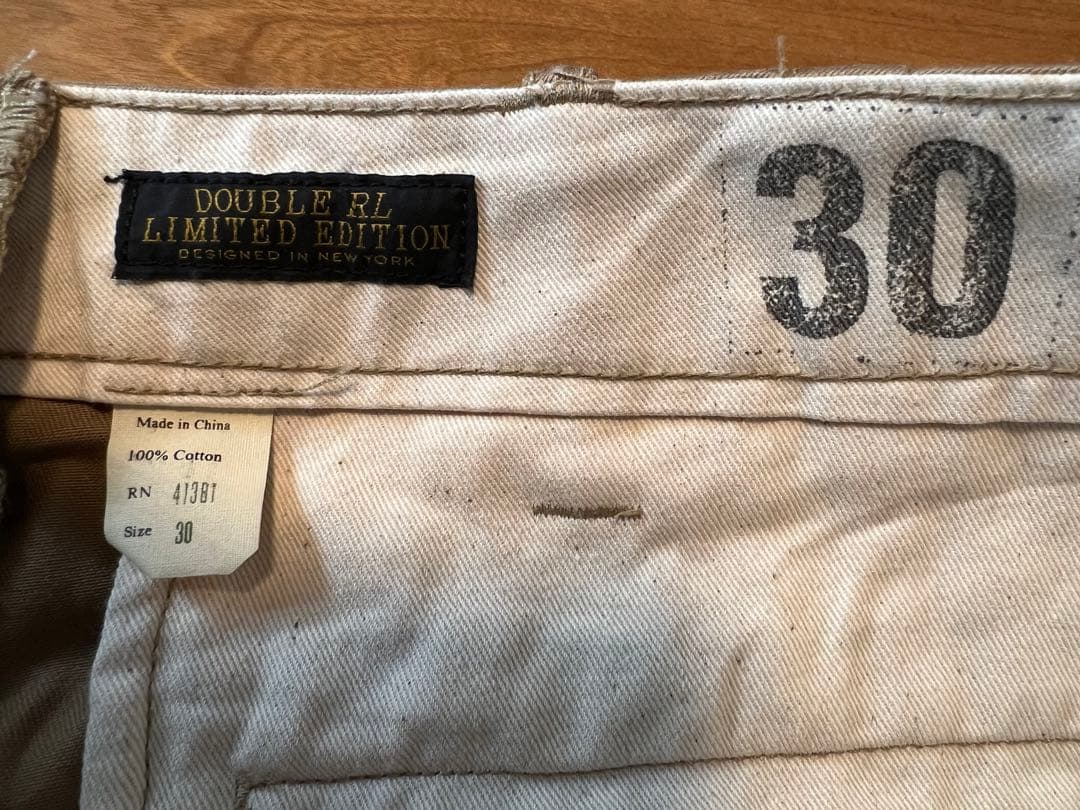 DOUBLE RL
LIMITED EDITION
DESIGNED IN NEW YORK
30
Made in China
100% Cotton
RN 41381
Size 30